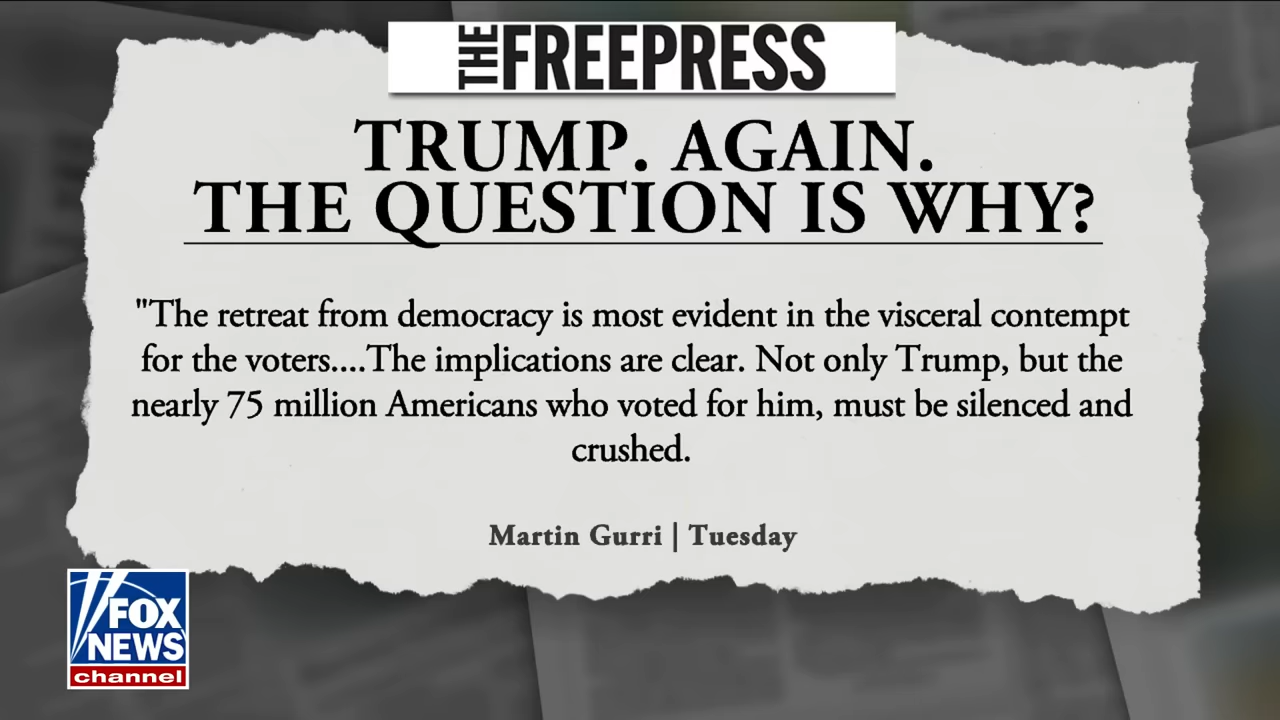 THE FREEPRESS
TRUMP. AGAIN.
THE QUESTION IS WHY?
"The retreat from democracy is most evident in the visceral contempt
for the voters....The implications are clear. Not only Trump, but the
nearly 75 million Americans who voted for him, must be silenced and
crushed.
Martin Gurri | Tuesday
FOX
NEWS
channel